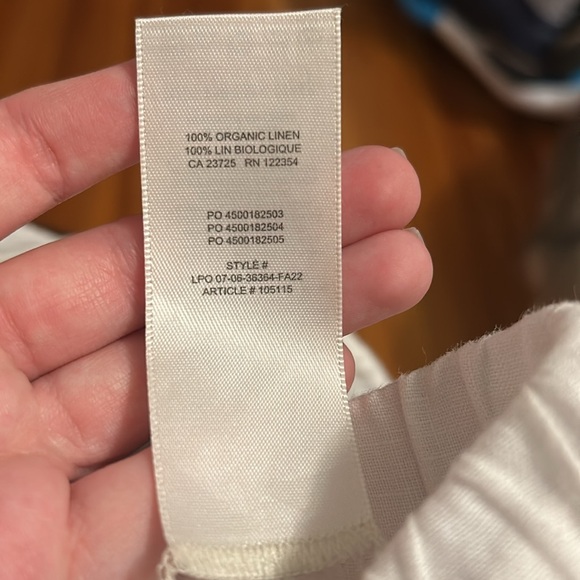 100% ORGANIC LINEN
100% LIN BIOLOGIQUE
CA 23725 RN 122354
PO 4500182503
PO 4500182504
PO 4500182505
STYLE #
LPO 07-06-36364-FA22
ARTICLE # 105115